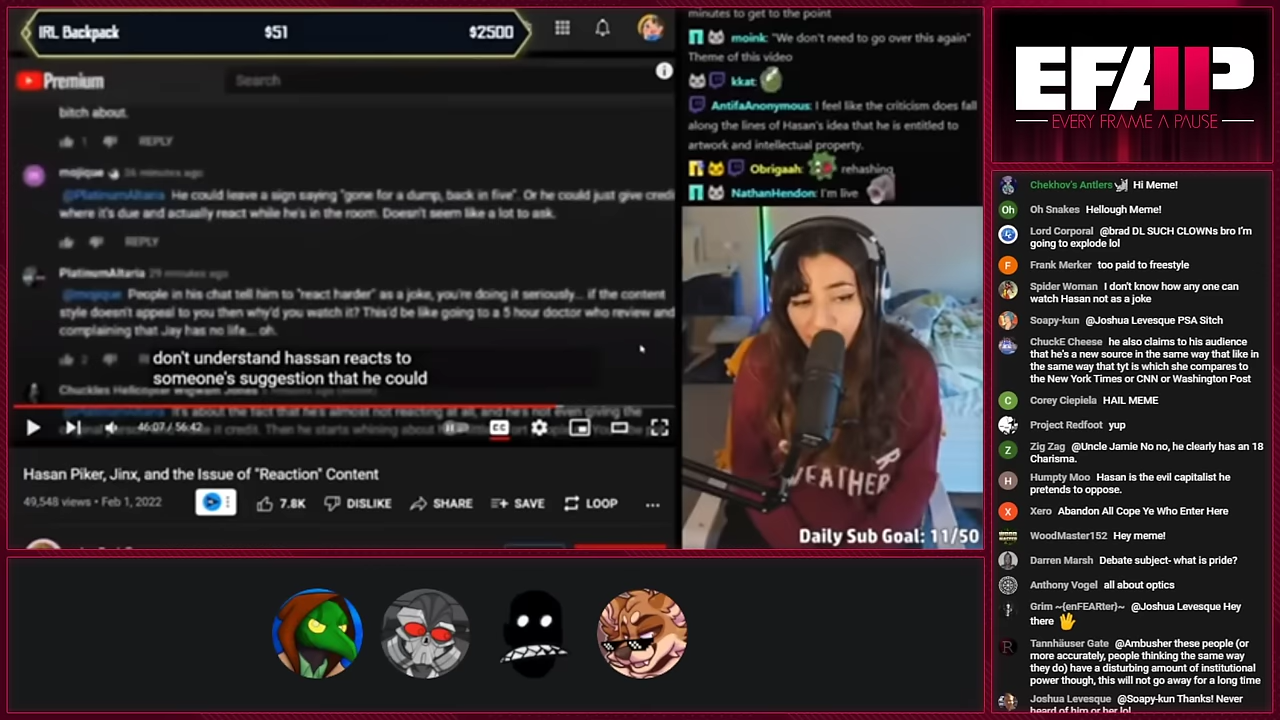 IRL Backpack $51 $2500
Premium
Search
bitch about.
1 REPLY
mojique 36 minutes ago
@PlatinumAltaria He could leave a sign saying "gone for a dump, back in five". Or he could just give credi
where it's due and actually react while he's in the room. Doesn't seem like a lot to ask.
REPLY
PlatinumAltaria 29 minutes ago
@mojique People in his chat tell him to "react harder" as a joke, you're doing it seriously... if the content
style doesn't appeal to you then why'd you watch it? This'd be like going to a 5 hour doctor who review and
complaining that Jay has no life... oh.
2
don't understand hassan reacts to
someone's suggestion that he could
46:07 / 56:42
CC
Hasan Piker, Jinx, and the Issue of "Reaction" Content
49,548 views • Feb 1, 2022
7.8K DISLIKE SHARE SAVE LOOP ...
minutes to get to the point
moink: "We don't need to go over this again"
Theme of this video
kkat:
AntifaAnonymous: I feel like the criticism does fall
along the lines of Hasan's idea that he is entitled to
artwork and intellectual property.
Obrigaah: rehashing
NathanHendon: I'm live
WEATHER
Daily Sub Goal: 11/50
EFAP
EVERY FRAME A PAUSE
Chekhov's Antlers Hi Meme!
Oh
Oh Snakes Hellough Meme!
Lord Corporal @brad DL SUCH CLOWNs bro I'm
going to explode lol
F
Frank Merker too paid to freestyle
Spider Woman I don't know how any one can
watch Hasan not as a joke
Soapy-kun @Joshua Levesque PSA Sitch
ChuckE Cheese he also claims to his audience
that he's a new source in the same way that like in
the same way that tyt is which she compares to
the New York Times or CNN or Washington Post
C
Corey Ciepiela HAIL MEME
Project Redfoot yup
Z
Zig Zag @Uncle Jamie No no, he clearly has an 18
Charisma.
H
Humpty Moo Hasan is the evil capitalist he
pretends to oppose.
X
Xero Abandon All Cope Ye Who Enter Here
WoodMaster152 Hey meme!
Darren Marsh Debate subject- what is pride?
Anthony Vogel all about optics
Grim ~(enFEARter)~ @Joshua Levesque Hey
there
R
Tannhäuser Gate @Ambusher these people (or
more accurately, people thinking the same way
they do) have a disturbing amount of institutional
power though, this will not go away for a long time
Joshua Levesque @Soapy-kun Thanks! Never
heard of him or her lol